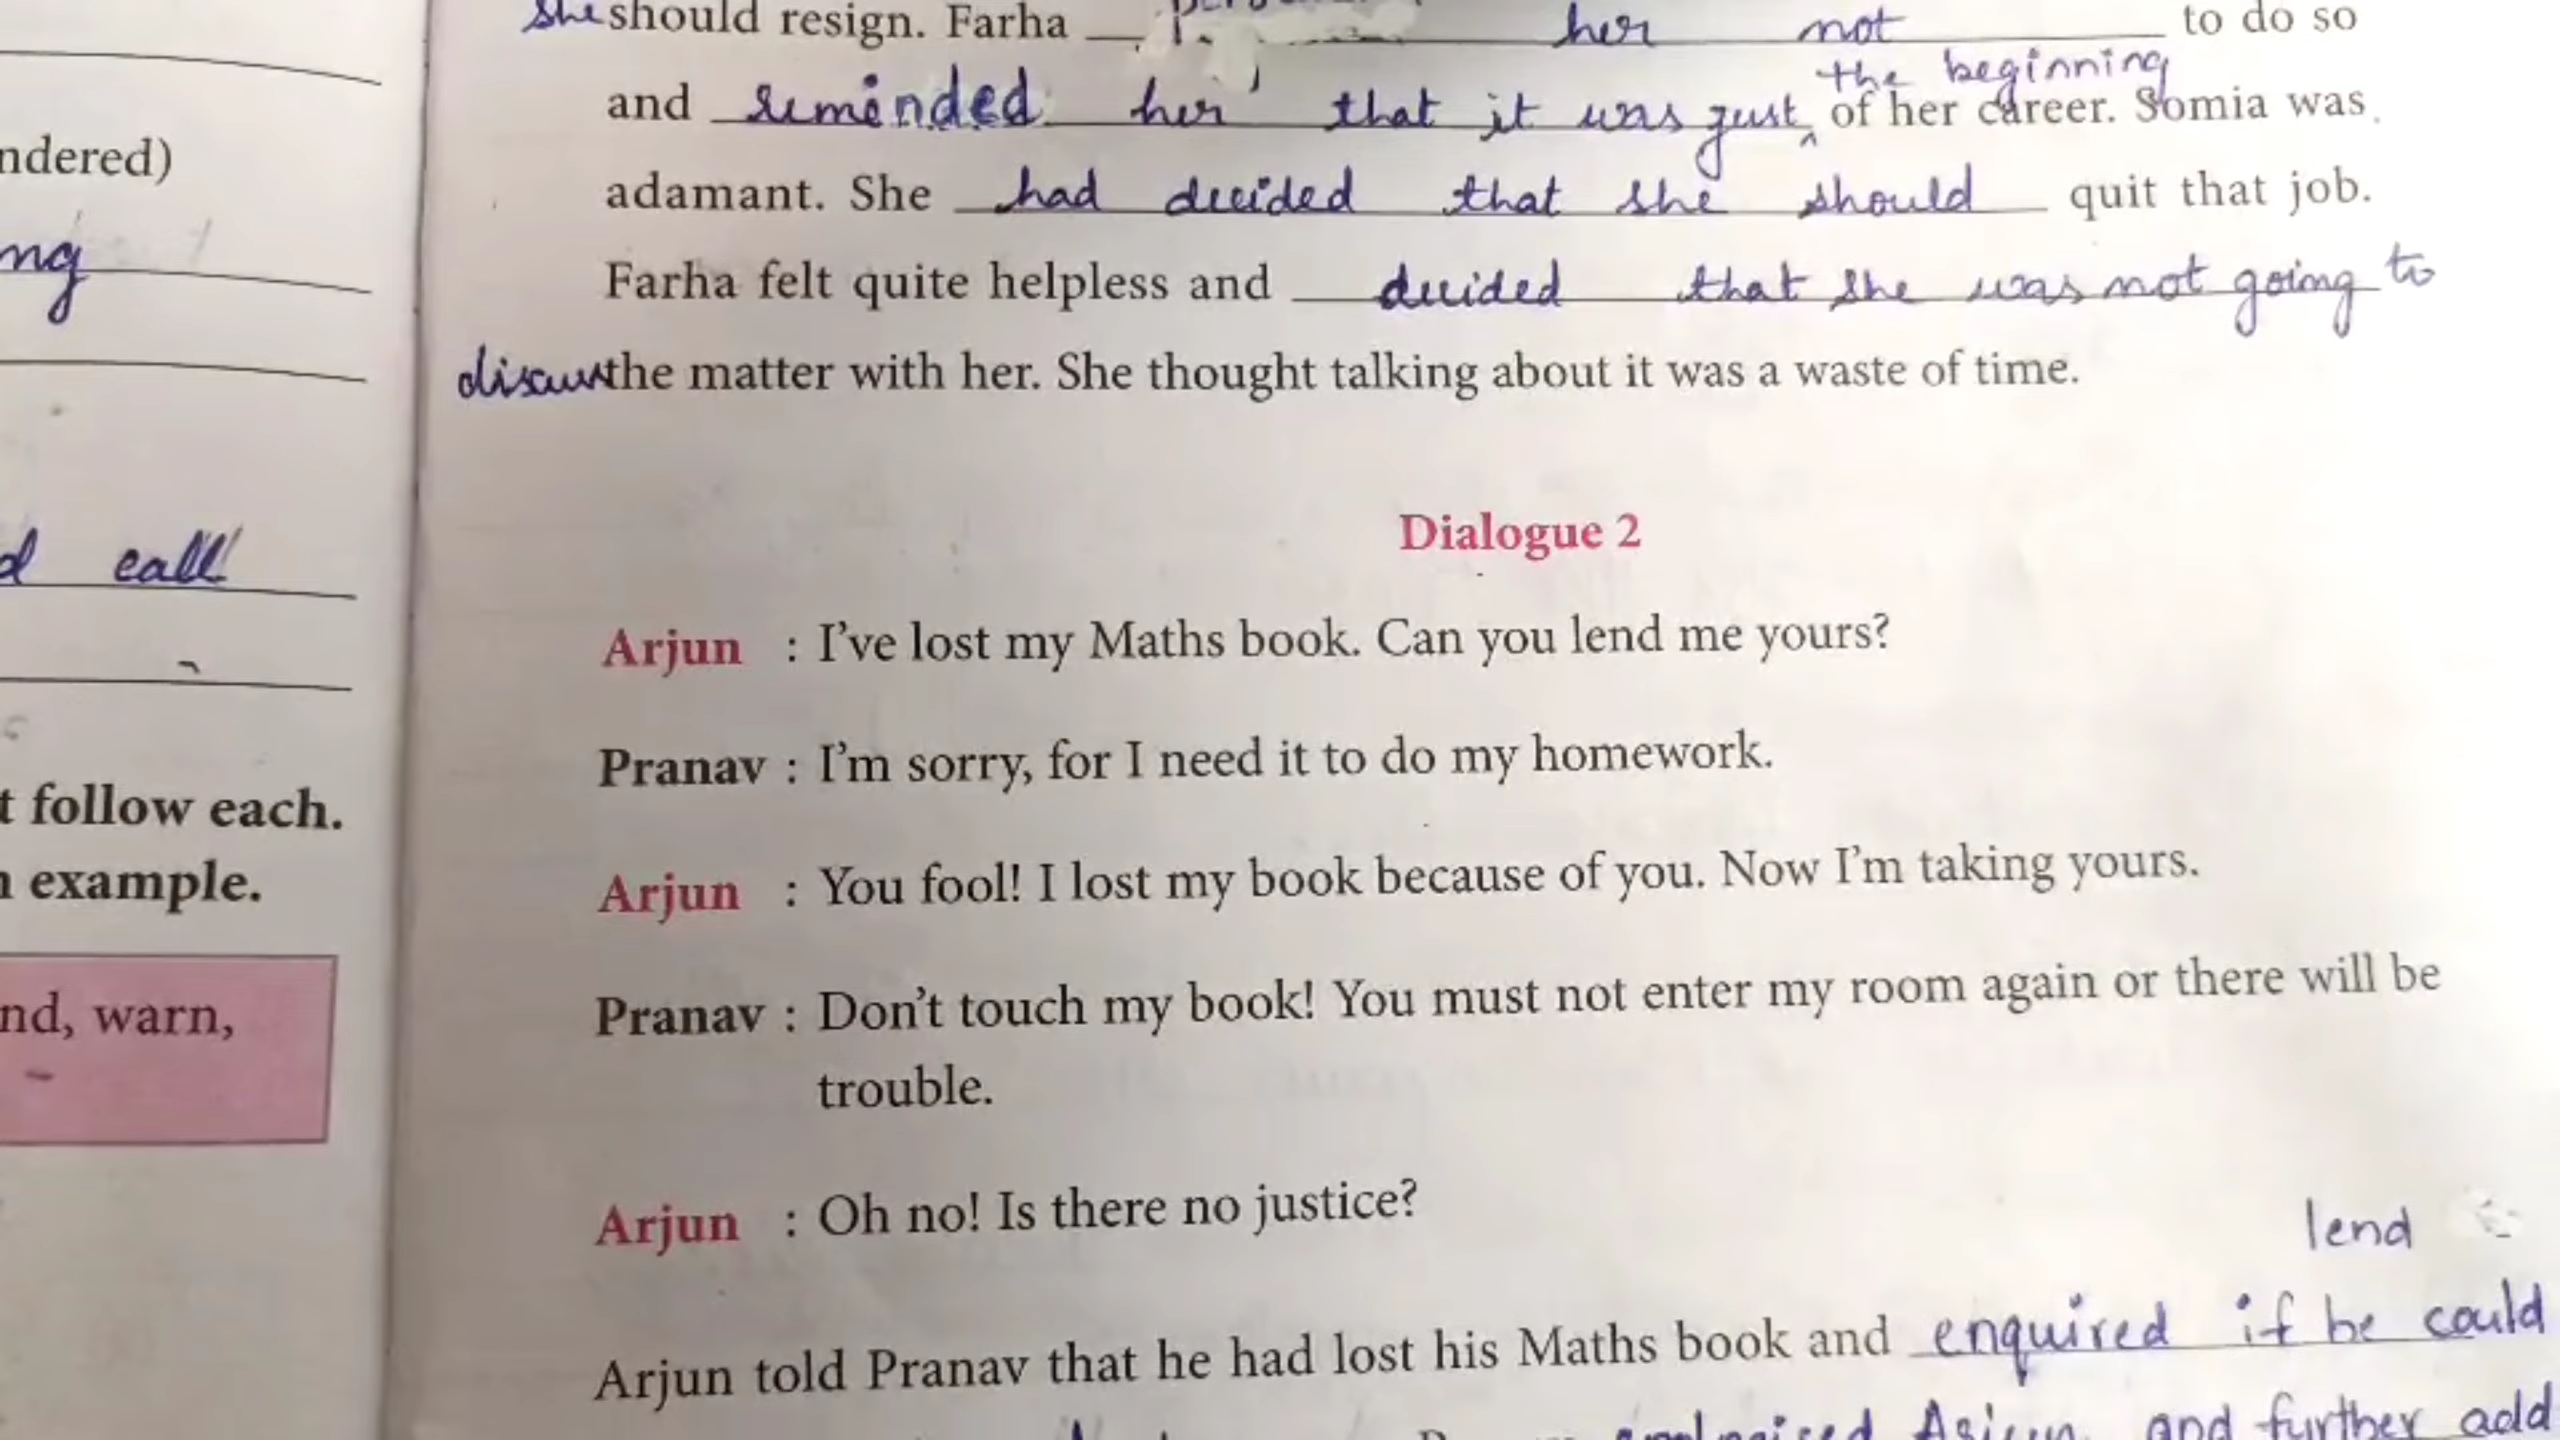 she should resign. Farha her not to do so
the beginning
and reminded her that it was just of her career. Somia was
ndered)
adamant. She had decided that she should quit that job.
ng
Farha felt quite helpless and decided that she was not going to
discuss the matter with her. She thought talking about it was a waste of time.
Dialogue 2
d call
Arjun : I've lost my Maths book. Can you lend me yours?
Pranav : I'm sorry, for I need it to do my homework.
t follow each.
example.
Arjun : You fool! I lost my book because of you. Now I'm taking yours.
nd, warn,
Pranav : Don't touch my book! You must not enter my room again or there will be
trouble.
Arjun : Oh no! Is there no justice?
lend
Arjun told Pranav that he had lost his Maths book and enquired if he could
apologised Arjun and further add